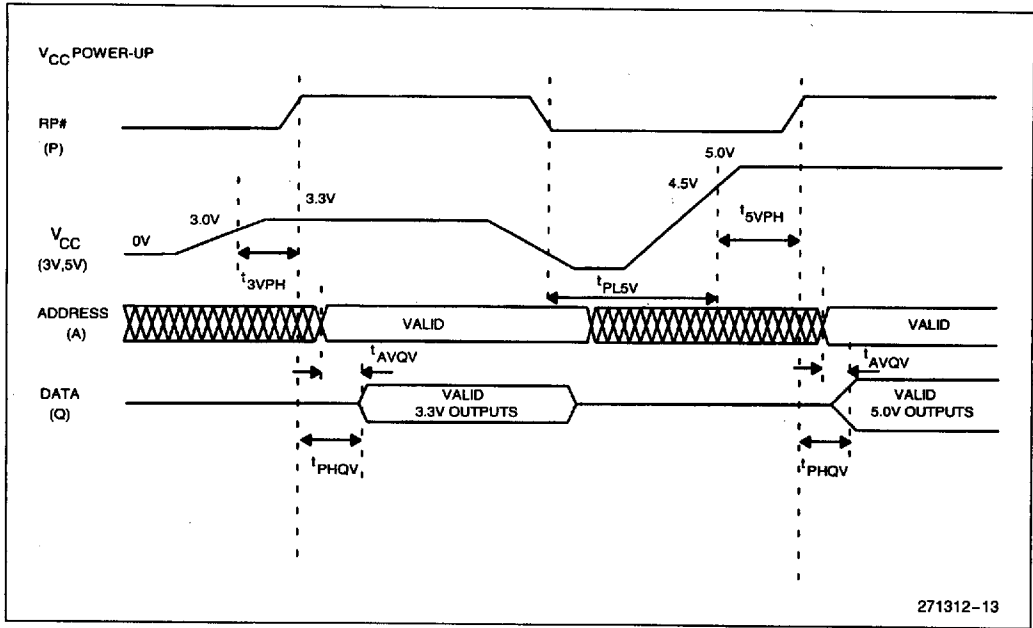 VCC POWER-UP
RP#
(P)
5.0V
4.5V
3.3V
3.0V
t5VPH
VCC
0V
(3V,5V)
t3VPH
tPL5V
ADDRESS
(A)
VALID
VALID
tAVQV
tAVQV
DATA
(Q)
VALID
3.3V OUTPUTS
VALID
5.0V OUTPUTS
tPHQV
tPHQV
271312-13